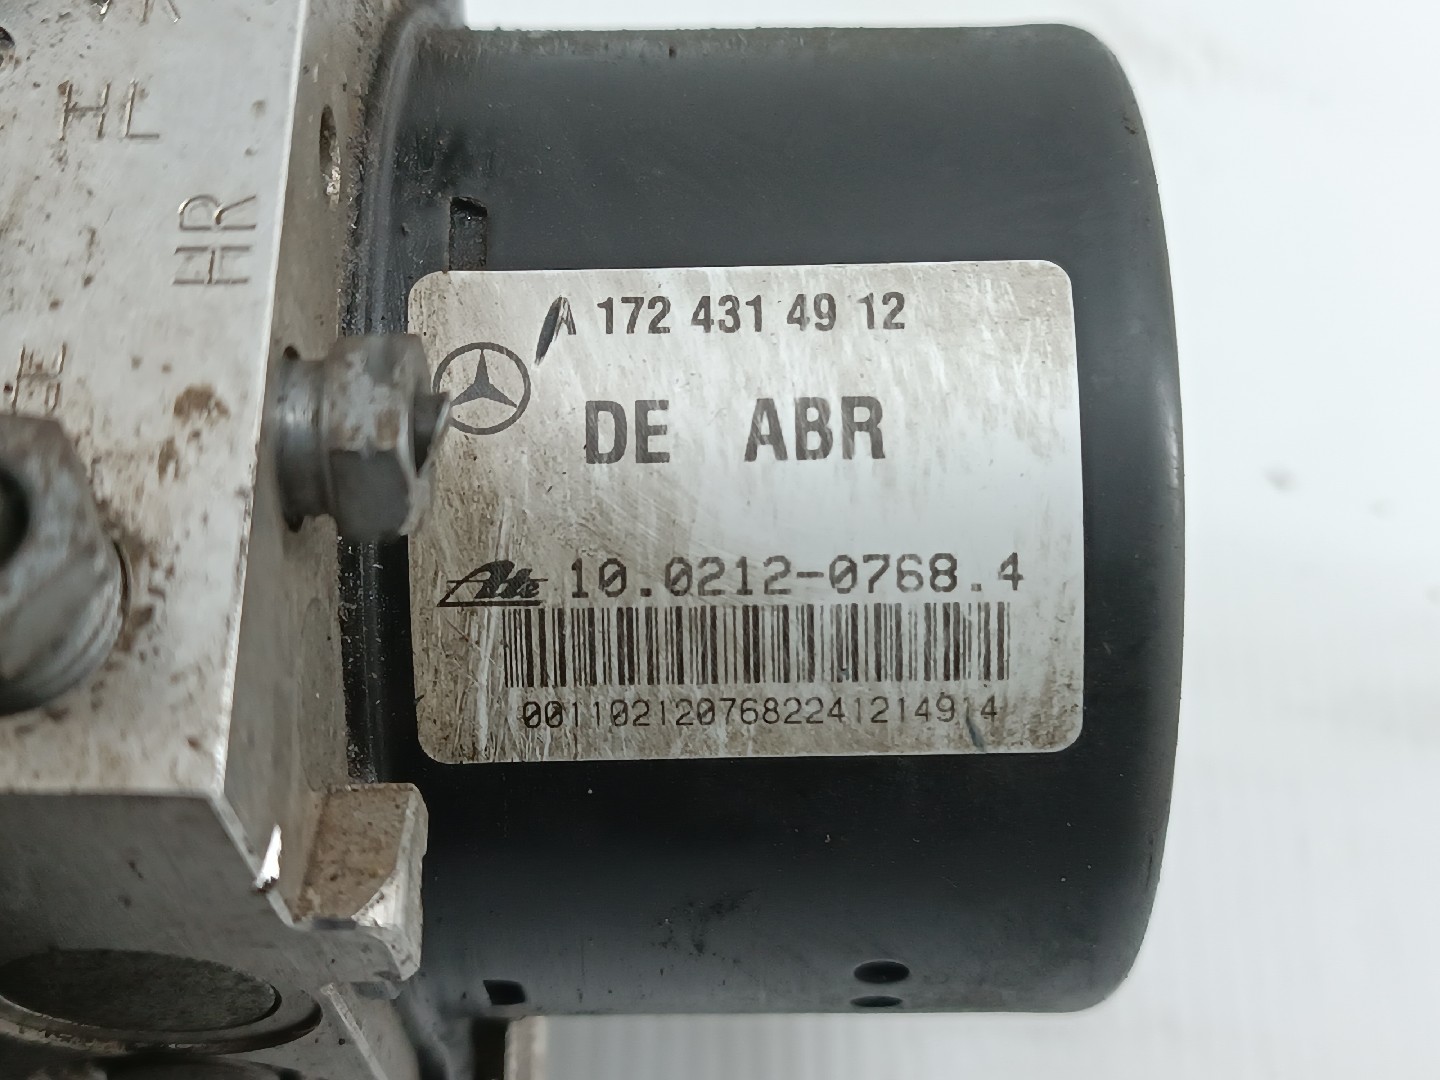 HL
HR
A 172 431 49 12
DE ABR
Ate 10.0212-0768.4
0011021207682241214914